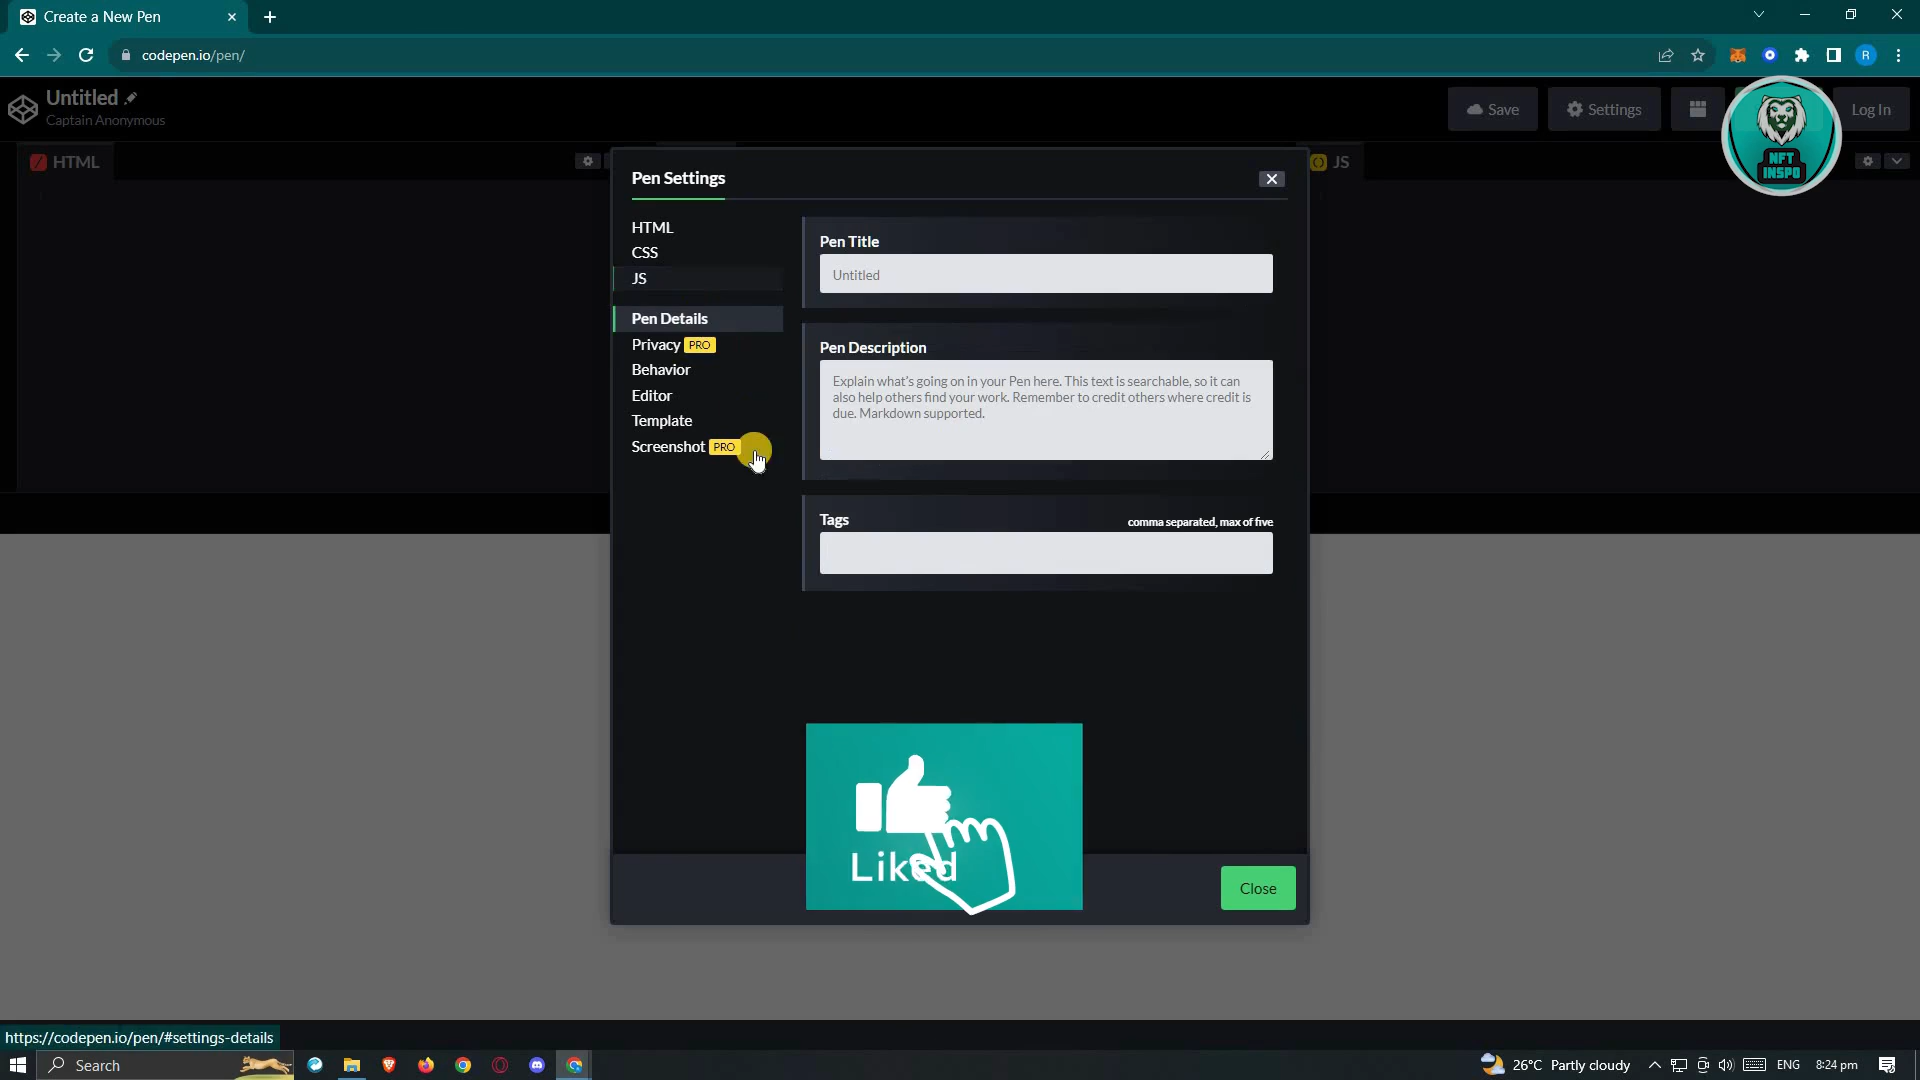 Create a New Pen
codepen.io/pen/
R
Untitled
Captain Anonymous
Save
Settings
Log In
NFT
INSPO
HTML
JS
Pen Settings
HTML
CSS
JS
Pen Details
Privacy PRO
Behavior
Editor
Template
Screenshot PRO
Pen Title
Untitled
Pen Description
Explain what's going on in your Pen here. This text is searchable, so it can
also help others find your work. Remember to credit others where credit is
due. Markdown supported.
Tags
comma separated, max of five
Liked
Close
https://codepen.io/pen/#settings-details
Search
26°C Partly cloudy
ENG
8:24 pm